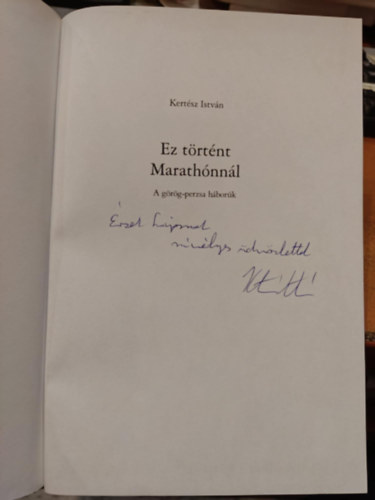 Kertész István
Ez történt
Marathónnál
A görög-perzsa háborúk
Lajosnak
szívélyes üdvözlettel